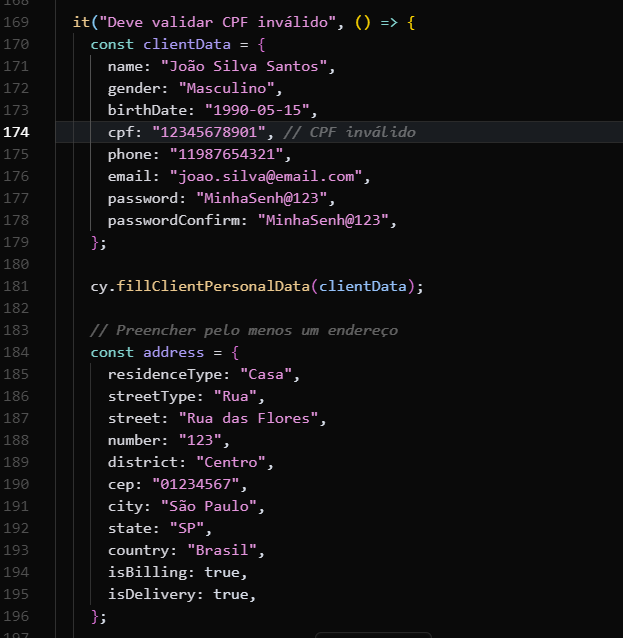 168
169 it("Deve validar CPF inválido", () => {
170 const clientData = {
171 name: "João Silva Santos",
172 gender: "Masculino",
173 birthDate: "1990-05-15",
174 cpf: "12345678901", // CPF inválido
175 phone: "11987654321",
176 email: "joao.silva@email.com",
177 password: "MinhaSenh@123",
178 passwordConfirm: "MinhaSenh@123",
179 };
180
181 cy.fillClientPersonalData(clientData);
182
183 // Preencher pelo menos um endereço
184 const address = {
185 residenceType: "Casa",
186 streetType: "Rua",
187 street: "Rua das Flores",
188 number: "123",
189 district: "Centro",
190 cep: "01234567",
191 city: "São Paulo",
192 state: "SP",
193 country: "Brasil",
194 isBilling: true,
195 isDelivery: true,
196 };
197